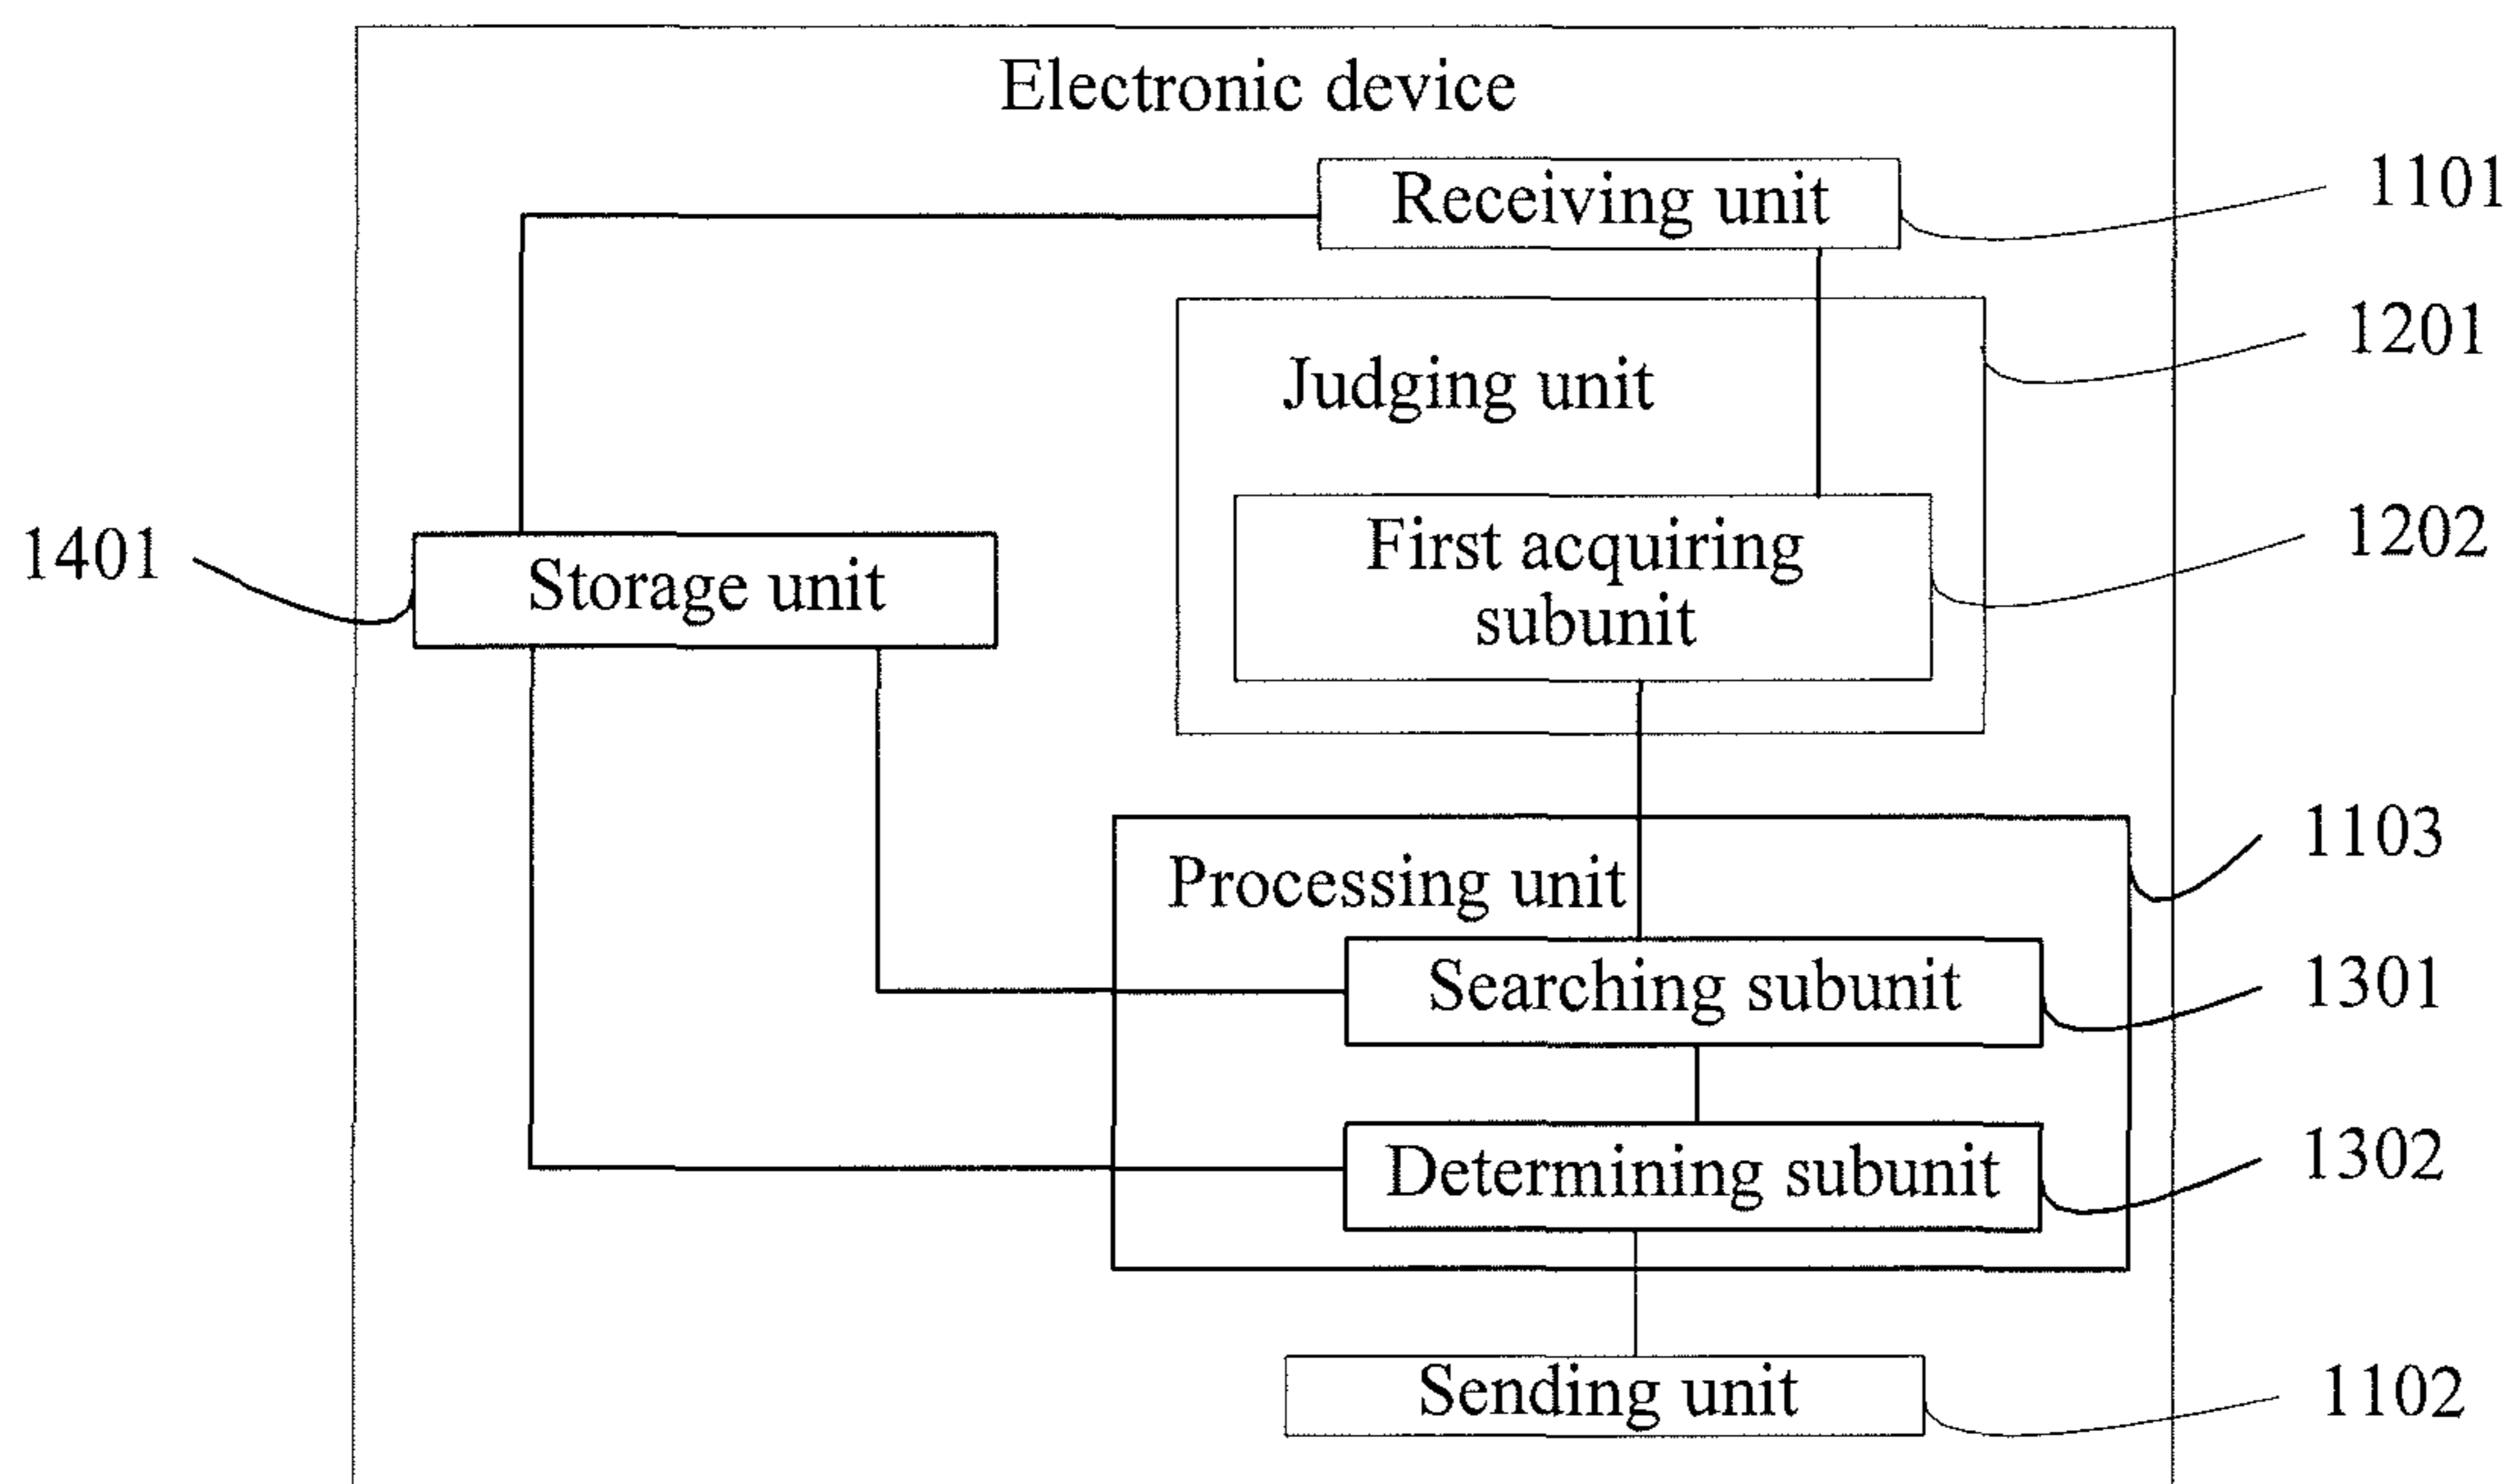 Electronic device
Receiving unit
1101
1201
Judging unit
First acquiring
subunit
1202
1401
Storage unit
1103
Processing unit
Searching subunit
1301
Determining subunit
1302
Sending unit
1102